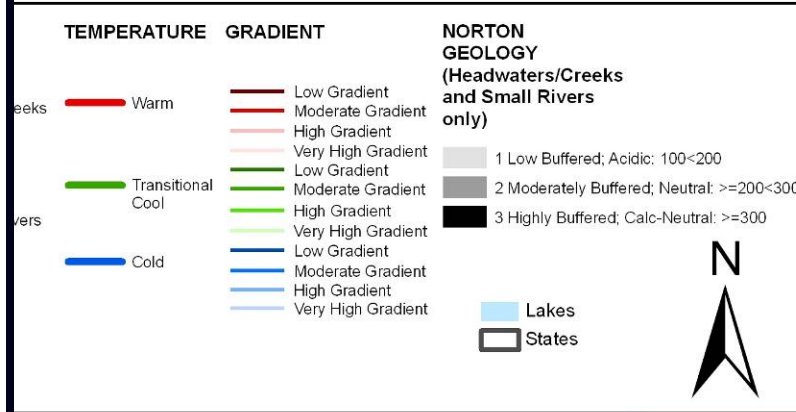 TEMPERATURE
eeks
Warm
Transitional
Cool
vers
Cold
GRADIENT
Low Gradient
Moderate Gradient
High Gradient
Very High Gradient
Low Gradient
Moderate Gradient
High Gradient
Very High Gradient
Low Gradient
Moderate Gradient
High Gradient
Very High Gradient
NORTON
GEOLOGY
(Headwaters/Creeks
and Small Rivers
only)
1 Low Buffered; Acidic: 100<200
2 Moderately Buffered; Neutral: >=200<300
3 Highly Buffered; Calc-Neutral: >=300
Lakes
States
N